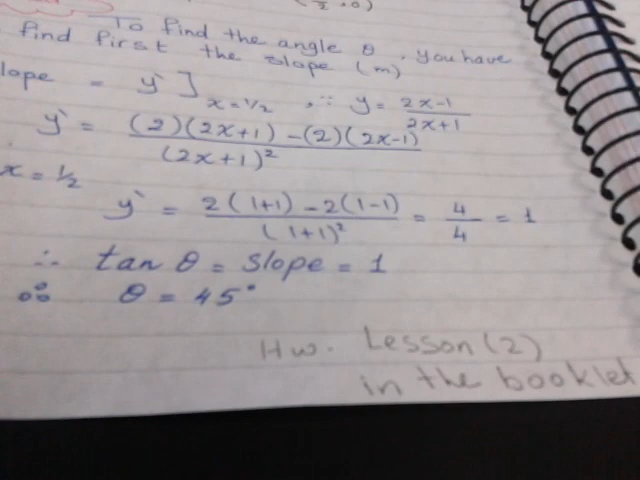 (π/2, 0)
To find the angle θ. you have
find first the slope (m)
lope = y` ] x = 1/2 , ∵ y = (2x-1)/(2x+1)
y` = ((2)(2x+1) - (2)(2x-1))/(2x+1)²
x = 1/2
y` = (2(1+1) - 2(1-1))/(1+1)² = 4/4 = 1
∴ tan θ = slope = 1
∴ θ = 45°
Hw. Lesson (2)
in the booklet